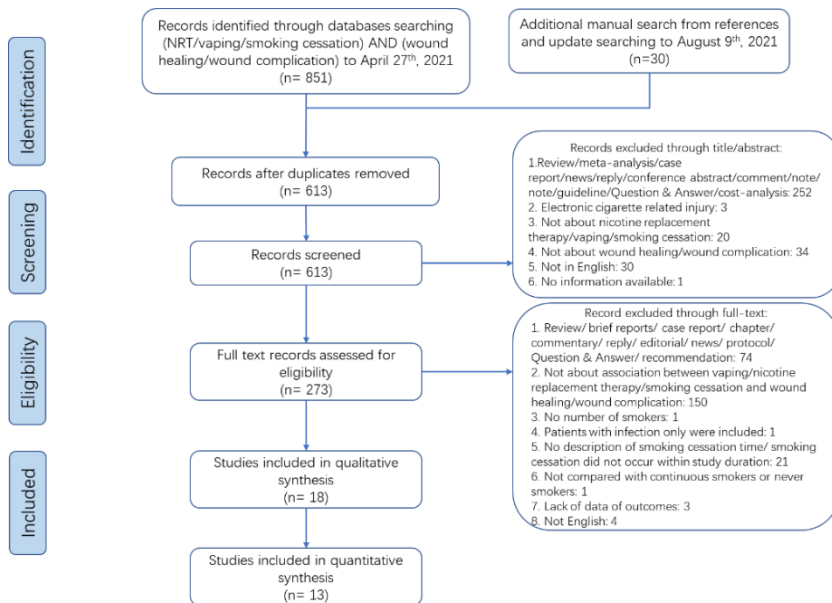 Records identified through databases searching
(NRT/vaping/smoking cessation) AND (wound
healing/wound complication) to April 27th, 2021
(n= 851)
Additional manual search from references
and update searching to August 9th, 2021
(n=30)
Identification
Records after duplicates removed
(n = 613)
Records excluded through title/abstract:
1.Review/meta-analysis/case
report/news/reply/conference abstract/comment/note/
note/guideline/Question & Answer/cost-analysis: 252
2. Electronic cigarette related injury: 3
3. Not about nicotine replacement
therapy/vaping/smoking cessation: 20
4. Not about wound healing/wound complication: 34
5. Not in English: 30
6. No information available: 1
Screening
Records screened
(n = 613)
Eligibility
Full text records assessed for
eligibility
(n = 273)
Record excluded through full-text:
1. Review/ brief reports/ case report/ chapter/
commentary/ reply/ editorial/ news/ protocol/
Question & Answer/ recommendation: 74
2. Not about association between vaping/nicotine
replacement therapy/smoking cessation and wound
healing/wound complication: 150
3. No number of smokers: 1
4. Patients with infection only were included: 1
5. No description of smoking cessation time/ smoking
cessation did not occur within study duration: 21
6. Not compared with continuous smokers or never
smokers: 1
7. Lack of data of outcomes: 3
8. Not English: 4
Included
Studies included in qualitative
synthesis
(n = 18)
Studies included in quantitative
synthesis
(n = 13)